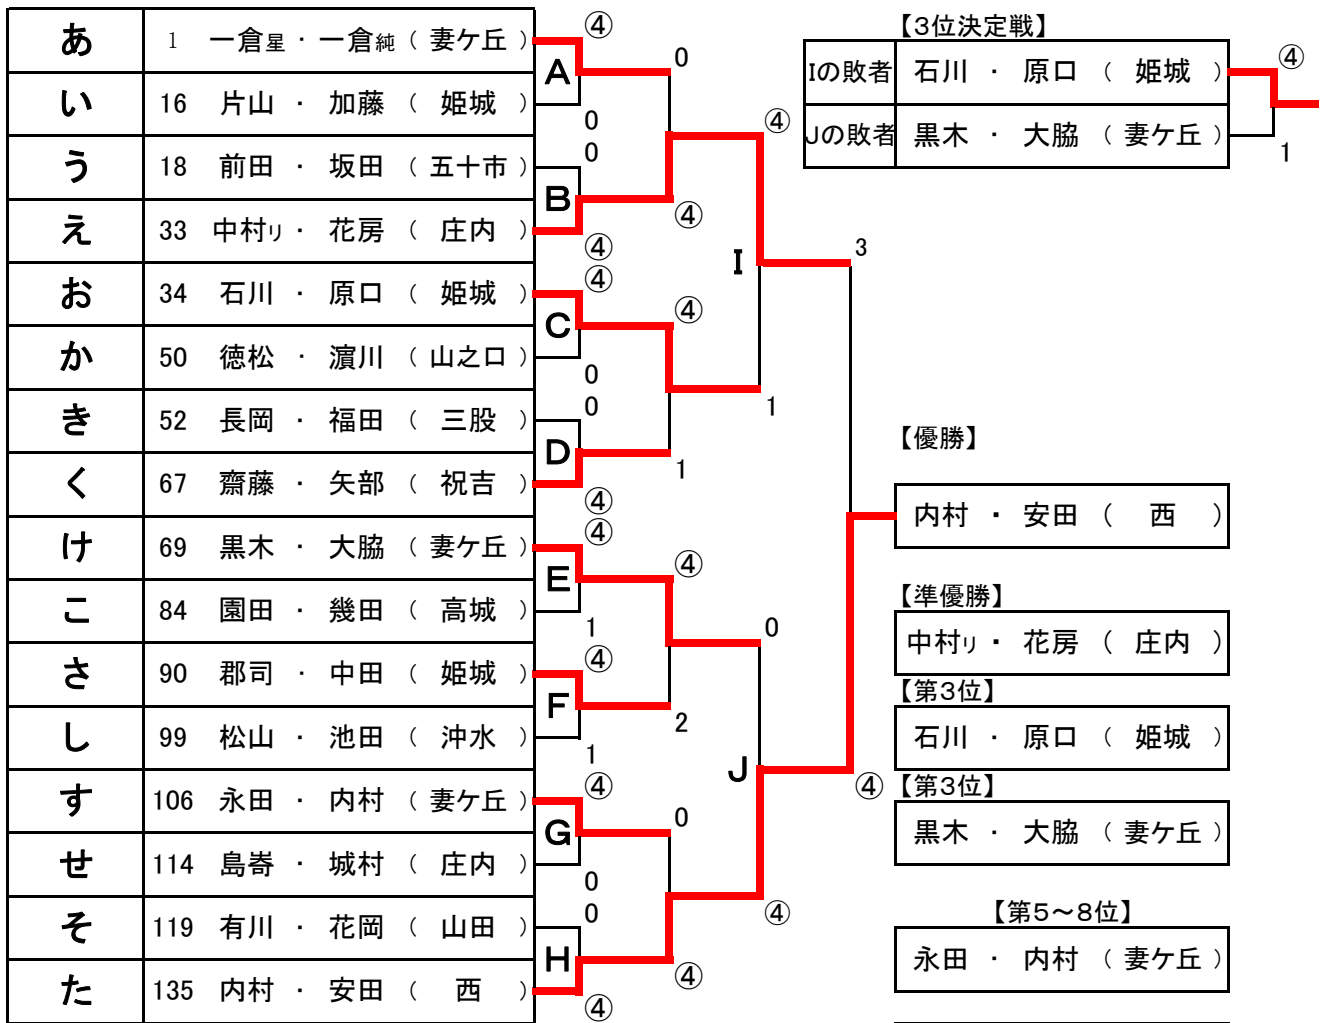 あ 1 一倉星 ・ 一倉純 ( 妻ケ丘 )
い 16 片山 ・ 加藤 ( 姫城 )
う 18 前田 ・ 坂田 ( 五十市 )
え 33 中村リ ・ 花房 ( 庄内 )
お 34 石川 ・ 原口 ( 姫城 )
か 50 徳松 ・ 濵川 ( 山之口 )
き 52 長岡 ・ 福田 ( 三股 )
く 67 齋藤 ・ 矢部 ( 祝吉 )
け 69 黒木 ・ 大脇 ( 妻ケ丘 )
こ 84 園田 ・ 幾田 ( 高城 )
さ 90 郡司 ・ 中田 ( 姫城 )
し 99 松山 ・ 池田 ( 沖水 )
す 106 永田 ・ 内村 ( 妻ケ丘 )
せ 114 島嵜 ・ 城村 ( 庄内 )
そ 119 有川 ・ 花岡 ( 山田 )
た 135 内村 ・ 安田 ( 西 )
④
A
0
0
B
④
④
C
0
0
D
④
④
E
1
④
F
1
④
G
0
0
H
④
0
④
④
1
④
2
0
④
④
I
1
0
J
④
3
④
【3位決定戦】
Iの敗者 石川 ・ 原口 ( 姫城 ) ④
Jの敗者 黒木 ・ 大脇 ( 妻ケ丘 ) 1
【優勝】
内村 ・ 安田 ( 西 )
【準優勝】
中村リ ・ 花房 ( 庄内 )
【第3位】
石川 ・ 原口 ( 姫城 )
【第3位】
黒木 ・ 大脇 ( 妻ケ丘 )
【第5～8位】
永田 ・ 内村 ( 妻ケ丘 )